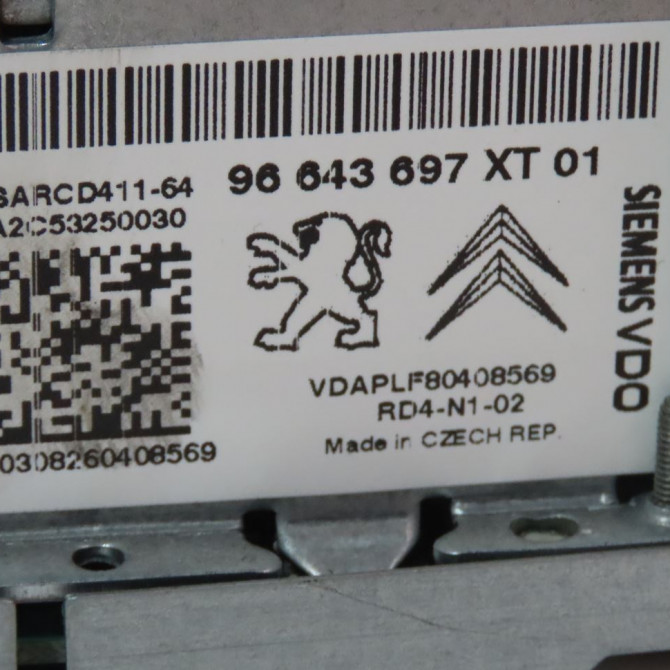 SARCD411-64
A2C53250030
96 643 697 XT 01
SIEMENS VDO
VDAPLF80408569
RD4-N1-02
Made in CZECH REP.
0308260408569